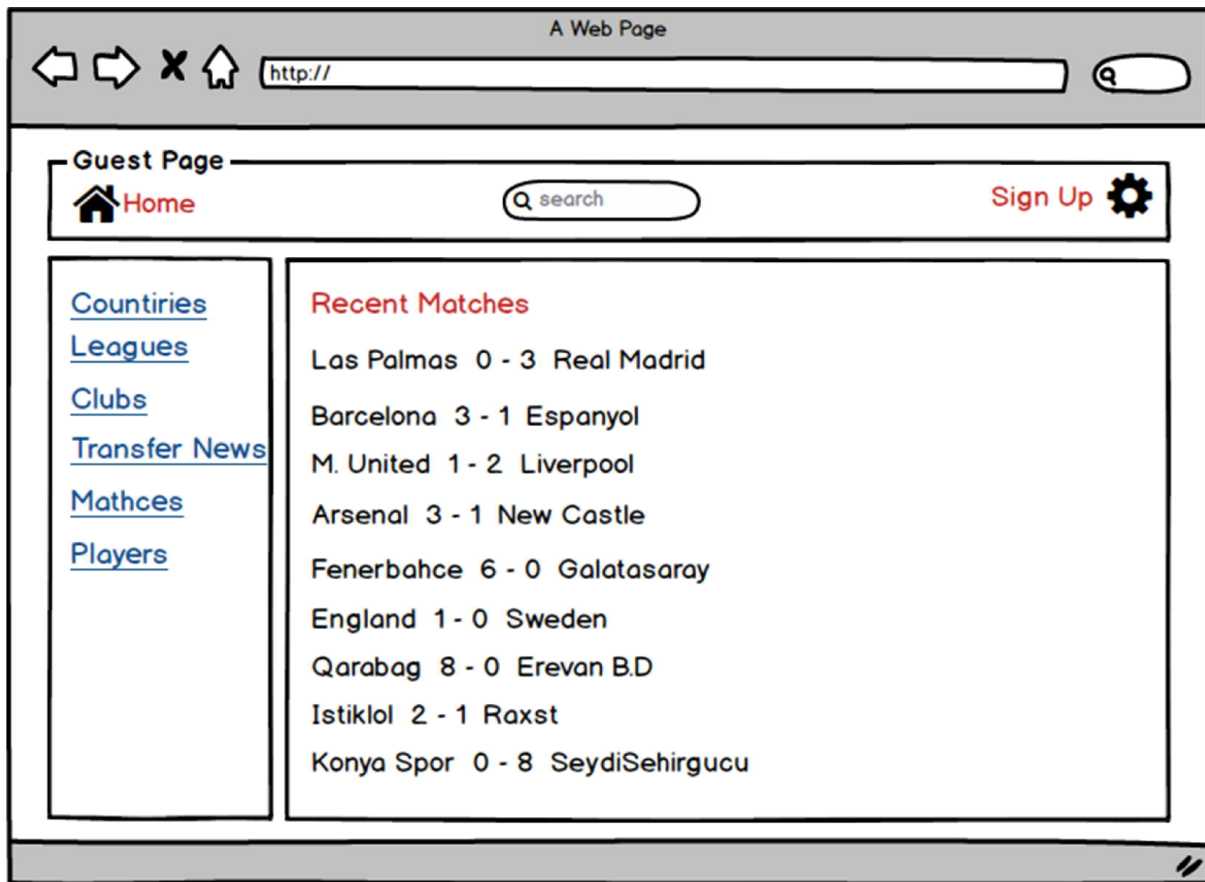 A Web Page
http://
Guest Page
Home
search
Sign Up
Countiries
Leagues
Clubs
Transfer News
Mathces
Players
Recent Matches
Las Palmas 0 - 3 Real Madrid
Barcelona 3 - 1 Espanyol
M. United 1 - 2 Liverpool
Arsenal 3 - 1 New Castle
Fenerbahce 6 - 0 Galatasaray
England 1 - 0 Sweden
Qarabag 8 - 0 Erevan B.D
Istiklol 2 - 1 Raxst
Konya Spor 0 - 8 SeydiSehirgucu